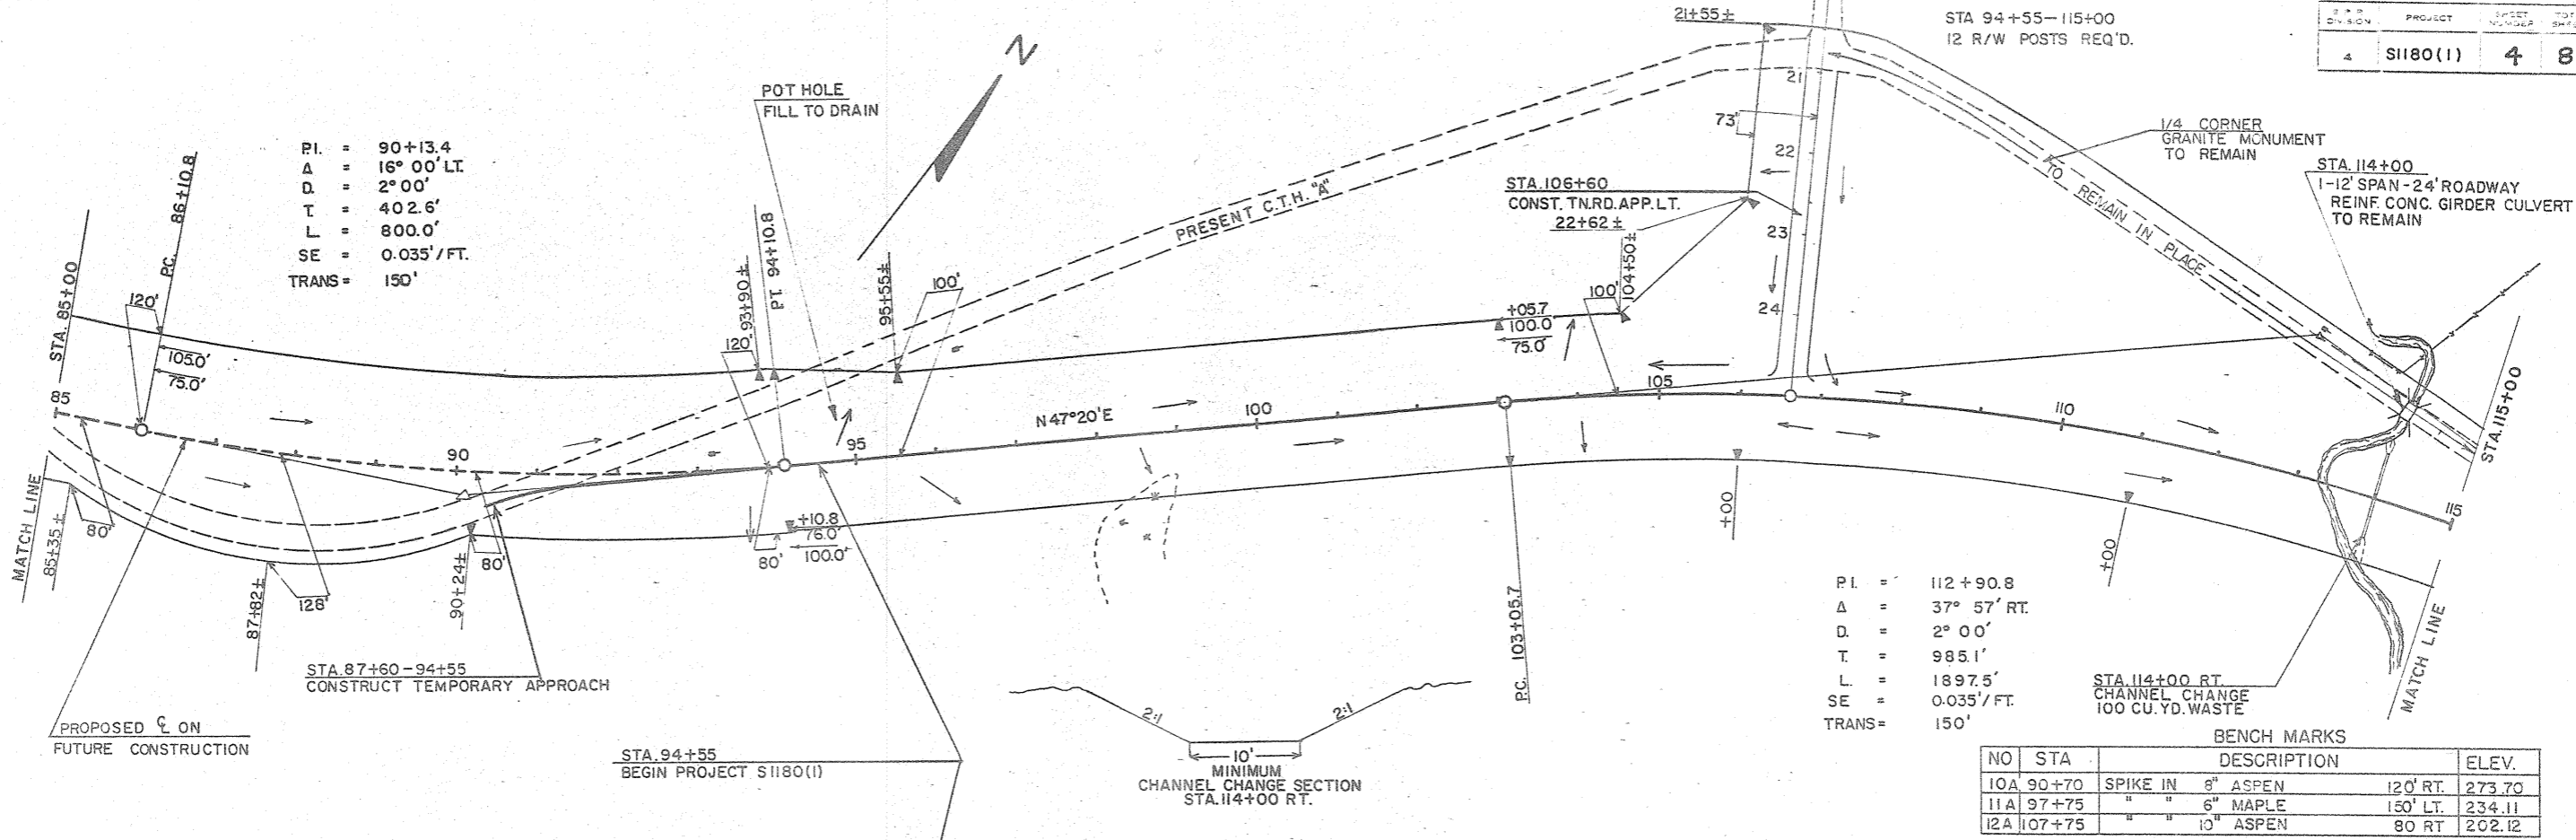 21+55±
STA 94+55-115+00
12 R/W POSTS REQ'D.
PROJECT
4 S1180(1) 4 8
N
POT HOLE
FILL TO DRAIN
P.I. = 90+13.4
Δ = 16° 00' LT.
D. = 2° 00'
T. = 402.6'
L = 800.0'
SE = 0.035'/FT.
TRANS = 150'
STA. 85+00
P.C. 86+10.8
120'
105.0'
75.0'
85
93+90±
P.T. 94+10.8
120'
95+55±
100'
PRESENT C.T.H. "A"
21
73'
22
23
24
STA. 106+60
CONST. TN.RD.APP.LT.
22+62±
104+50±
100'
+05.7
100.0'
75.0'
1/4 CORNER
GRANITE MONUMENT
TO REMAIN
TO REMAIN IN PLACE
STA. 114+00
1-12' SPAN-24' ROADWAY
REINF. CONC. GIRDER CULVERT
TO REMAIN
STA. 115+00
90
95
N47°20'E
100
105
110
115
MATCH LINE
85+35±
80'
87+82±
128'
90+24±
80'
80'
+10.8
76.0'
100.0'
+00
+00
P.C. 103+05.7
STA. 87+60-94+55
CONSTRUCT TEMPORARY APPROACH
PROPOSED ℄ ON
FUTURE CONSTRUCTION
STA. 94+55
BEGIN PROJECT S1180(1)
2:1
2:1
10'
MINIMUM
CHANNEL CHANGE SECTION
STA. 114+00 RT.
P.I. = 112+90.8
Δ = 37° 57' RT.
D. = 2° 00'
T. = 985.1'
L. = 1897.5'
SE = 0.035'/FT.
TRANS = 150'
STA. 114+00 RT.
CHANNEL CHANGE
100 CU. YD. WASTE
MATCH LINE
BENCH MARKS
NO STA DESCRIPTION ELEV.
10A 90+70 SPIKE IN 8" ASPEN 120' RT. 273.70
11A 97+75 " " 6" MAPLE 150' LT. 234.11
12A 107+75 " " 10" ASPEN 80 RT 202.12